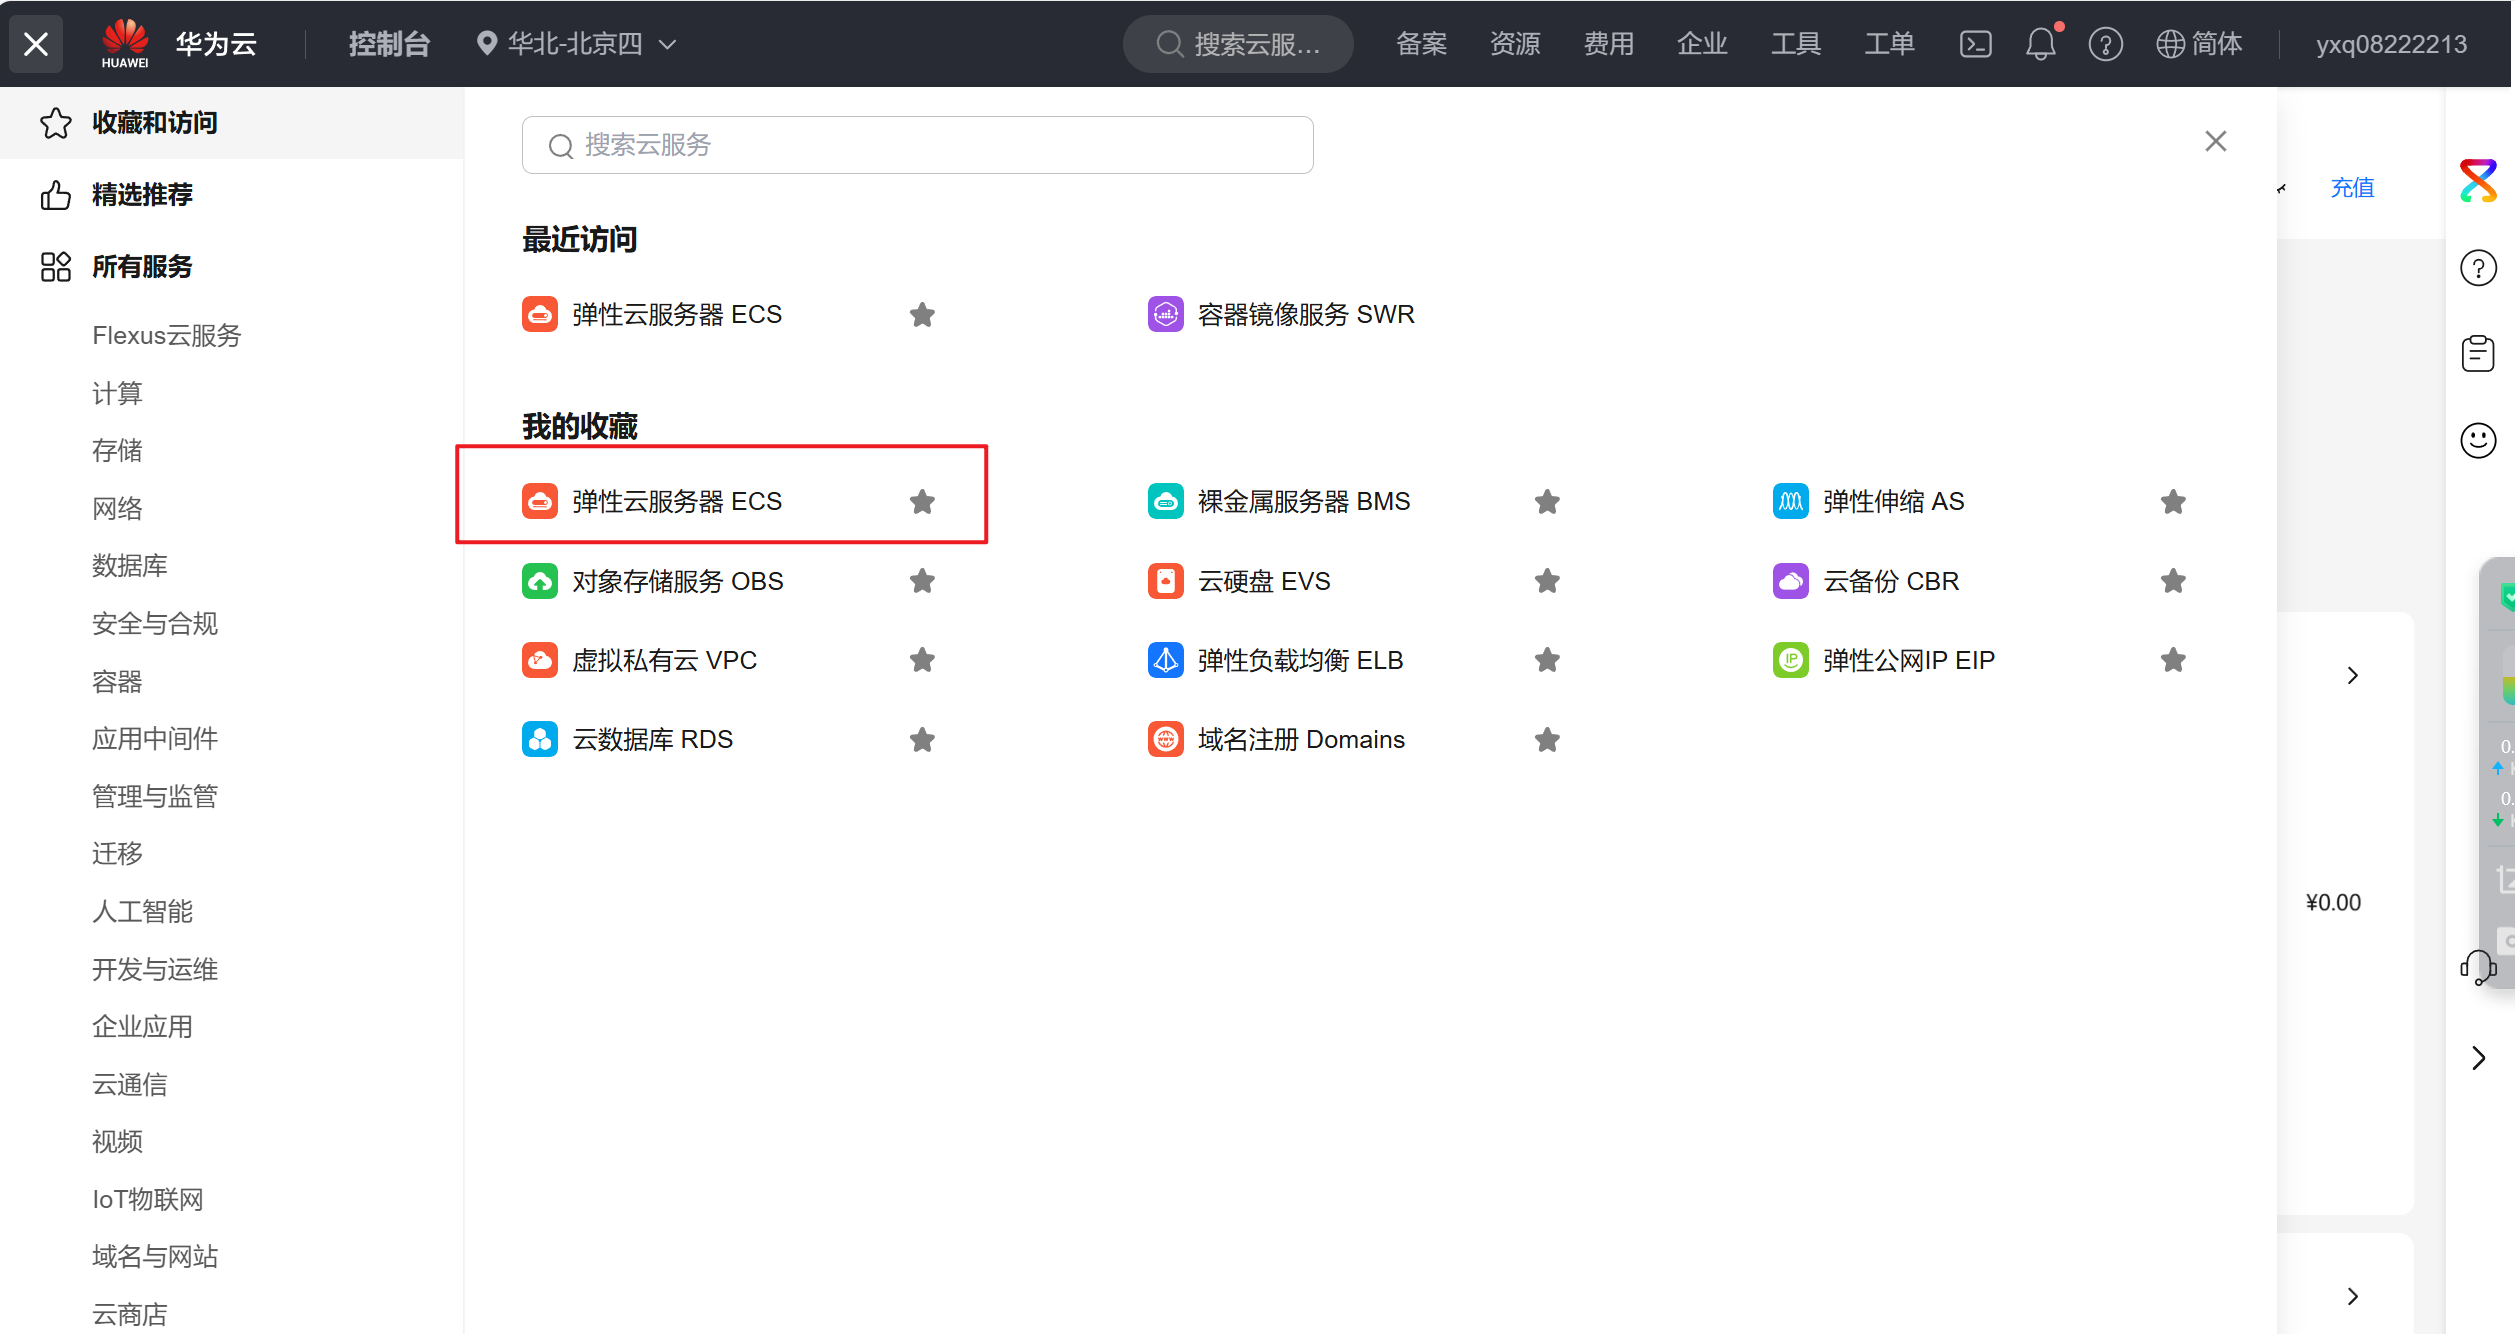 HUAWEI
华为云
控制台
华北-北京四
搜索云服...
备案
资源
费用
企业
工具
工单
简体
yxq08222213
收藏和访问
精选推荐
所有服务
Flexus云服务
计算
存储
网络
数据库
安全与合规
容器
应用中间件
管理与监管
迁移
人工智能
开发与运维
企业应用
云通信
视频
IoT物联网
域名与网站
云商店
搜索云服务
最近访问
弹性云服务器 ECS
容器镜像服务 SWR
我的收藏
弹性云服务器 ECS
裸金属服务器 BMS
弹性伸缩 AS
对象存储服务 OBS
云硬盘 EVS
云备份 CBR
虚拟私有云 VPC
弹性负载均衡 ELB
弹性公网IP EIP
云数据库 RDS
域名注册 Domains
充值
0.
0.
¥0.00